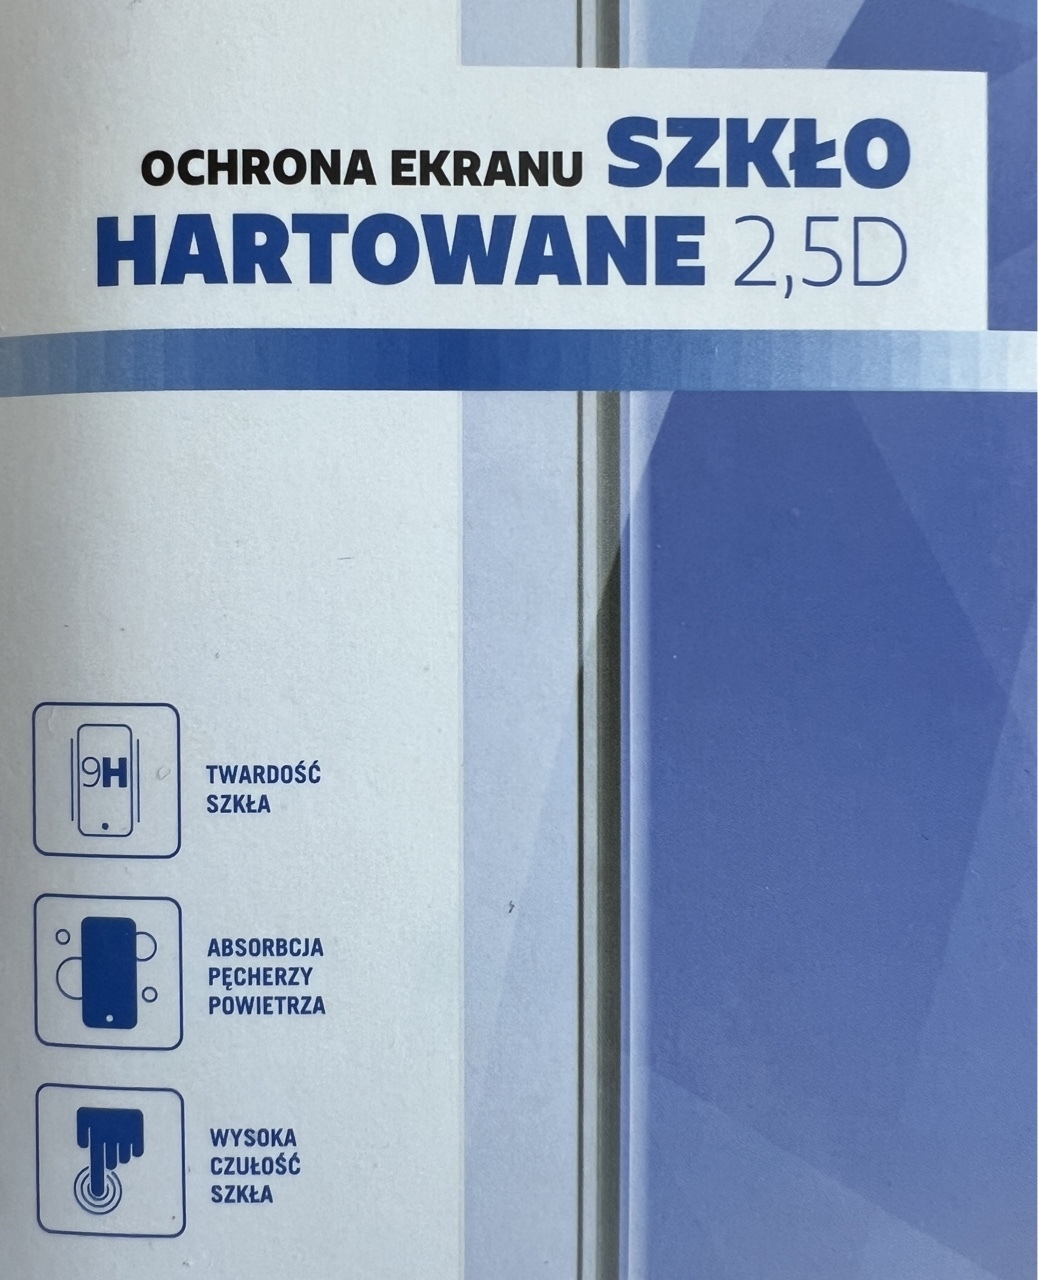 OCHRONA EKRANU SZKŁO
HARTOWANE 2,5D
9H
TWARDOŚĆ
SZKŁA
ABSORBCJA
PĘCHERZY
POWIETRZA
WYSOKA
CZUŁOŚĆ
SZKŁA